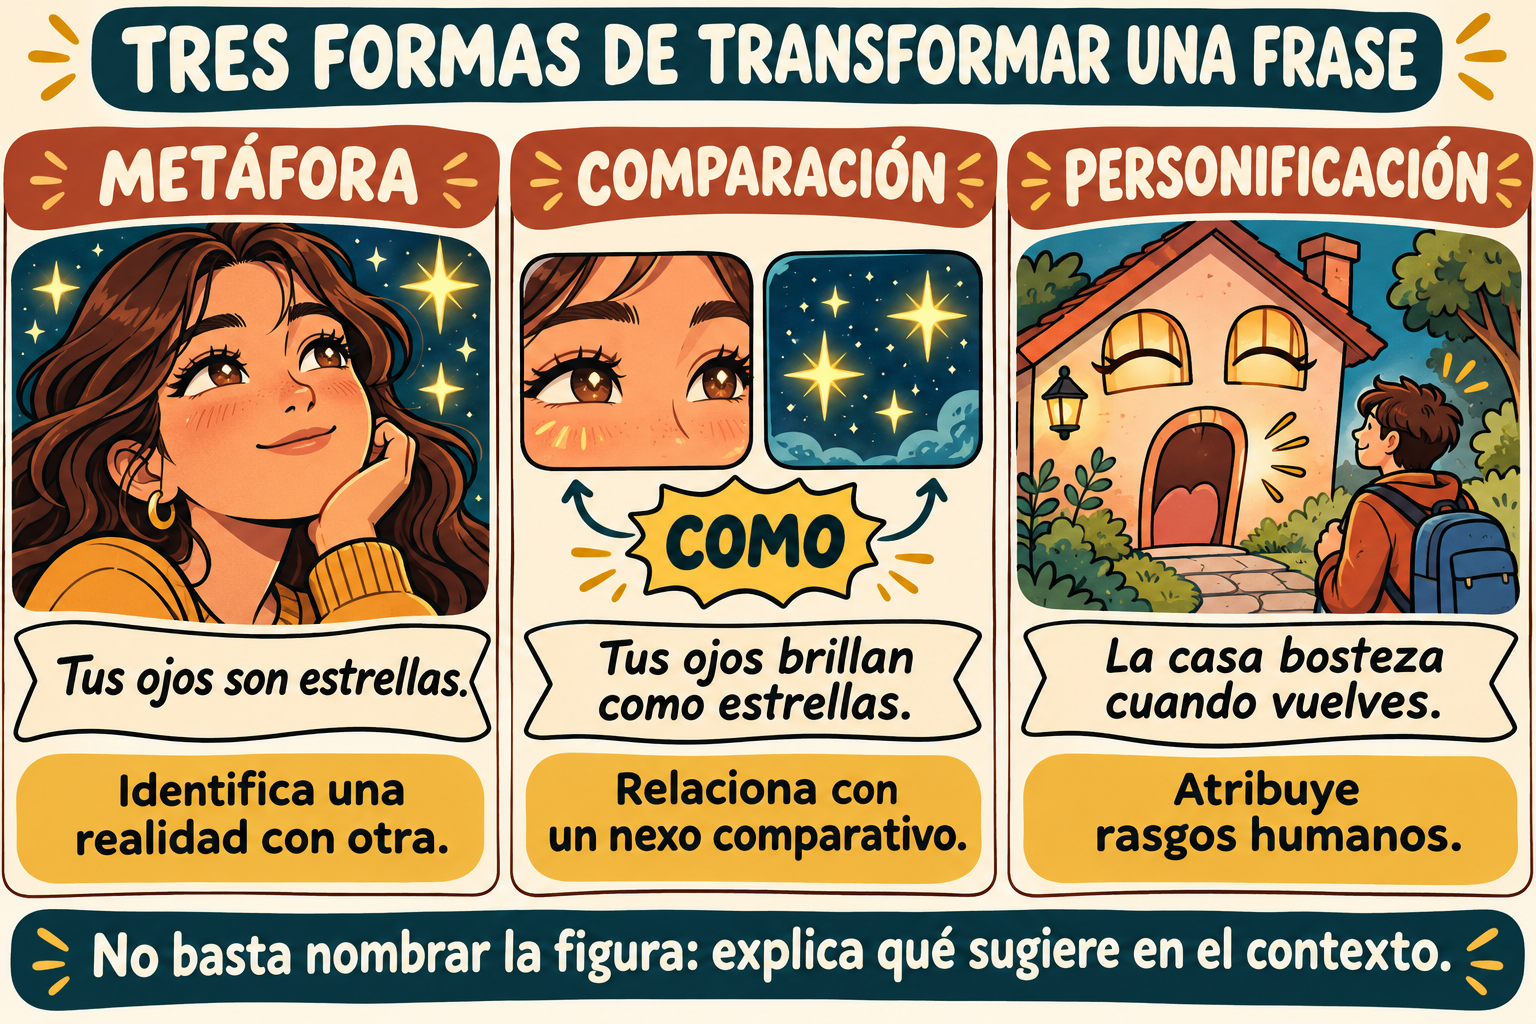 TRES FORMAS DE TRANSFORMAR UNA FRASE
METÁFORA
Tus ojos son estrellas.
Identifica una
realidad con otra.
COMPARACIÓN
COMO
Tus ojos brillan
como estrellas.
Relaciona con
un nexo comparativo.
PERSONIFICACIÓN
La casa bosteza
cuando vuelves.
Atribuye
rasgos humanos.
No basta nombrar la figura: explica qué sugiere en el contexto.